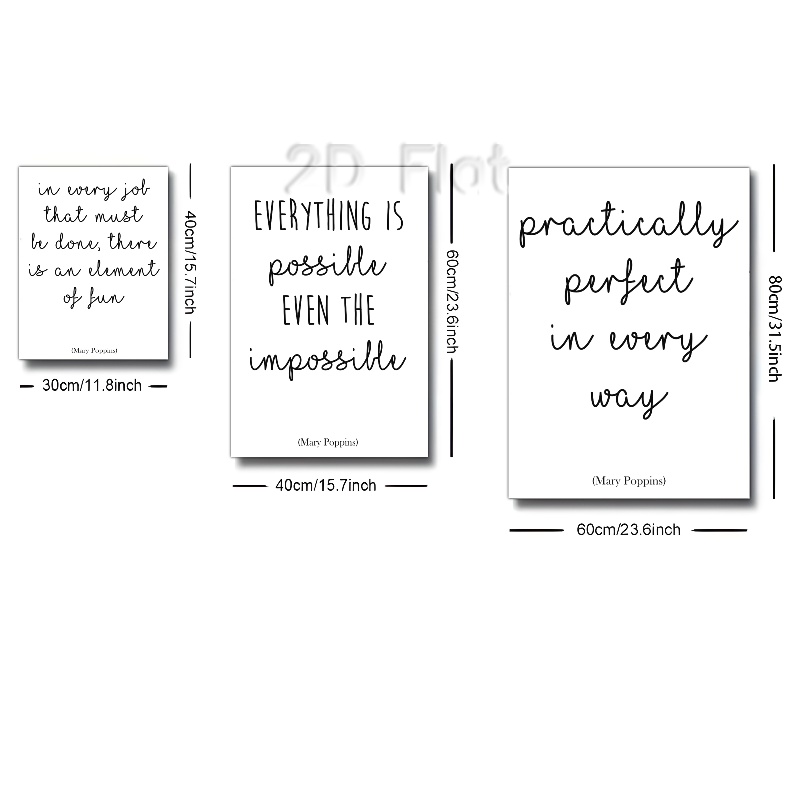 2D Flat
in every job
that must
be done, there
is an element
of fun
(Mary Poppins)
40cm/15.7inch
30cm/11.8inch
EVERYTHING IS
possible
EVEN THE
impossible
(Mary Poppins)
60cm/23.6inch
40cm/15.7inch
practically
perfect
in every
way
(Mary Poppins)
80cm/31.5inch
60cm/23.6inch